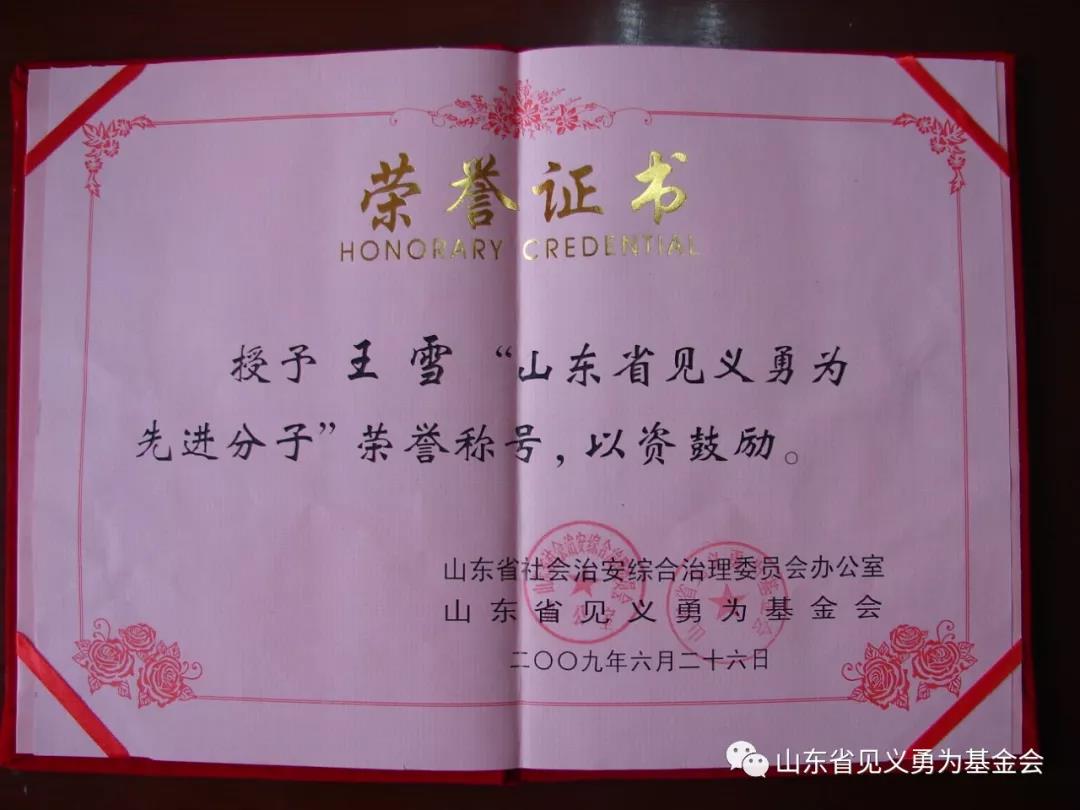 荣誉证书
HONORARY CREDENTIAL
授予 王雪 “山东省见义勇为
先进分子”荣誉称号，以资鼓励。
山东省社会治安综合治理委员会办公室
山东省见义勇为基金会
二〇〇九年六月二十六日
山东省见义勇为基金会